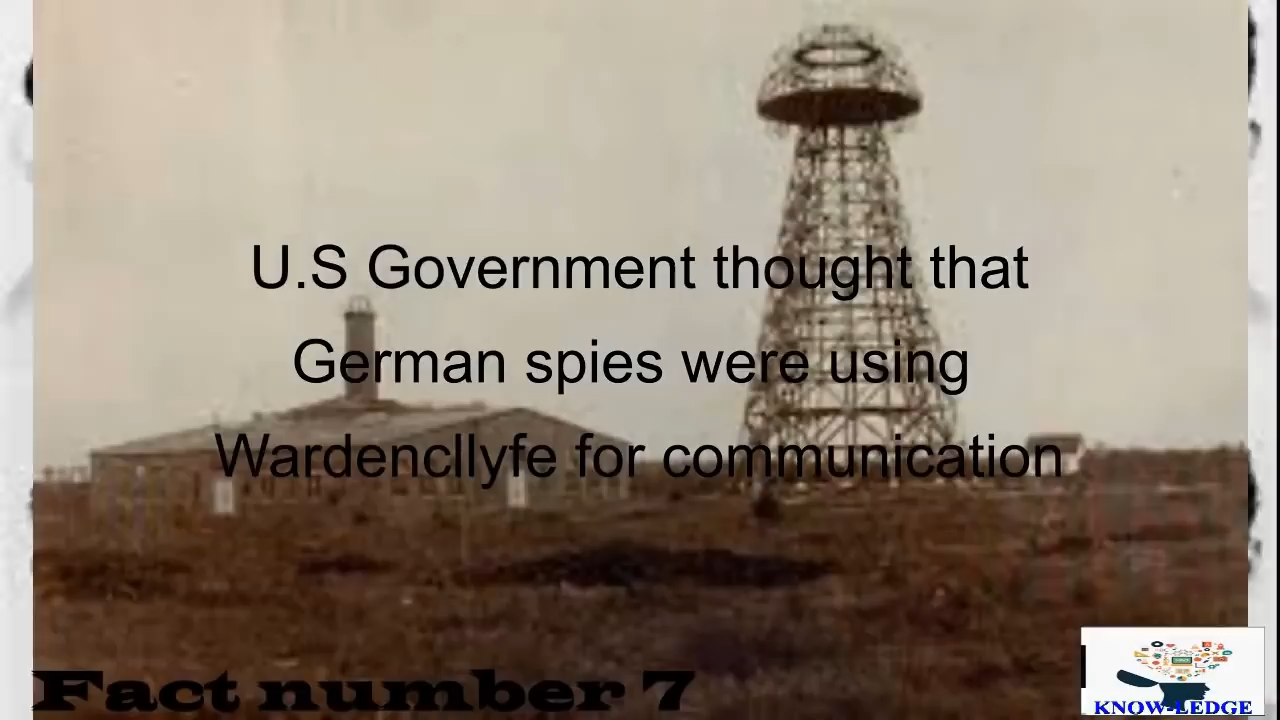 U.S Government thought that
German spies were using
Wardencllyfe for communication
Fact number 7
KNOW-LEDGE